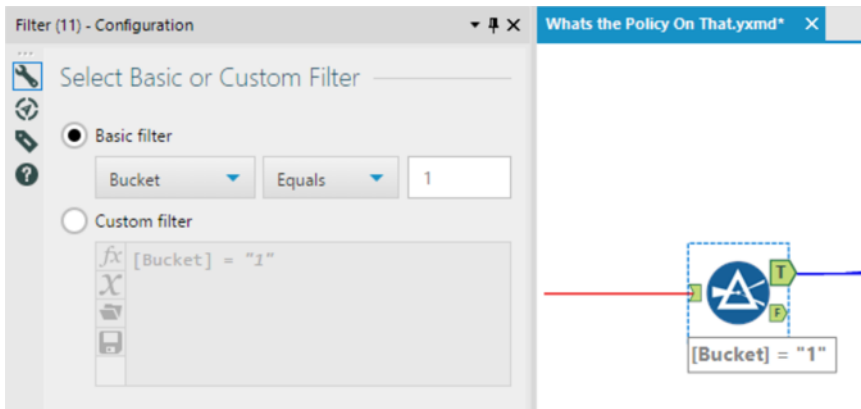 Filter (11) - Configuration
Whats the Policy On That.yxmd*
Select Basic or Custom Filter
Basic filter
Bucket
Equals
1
Custom filter
fx
[Bucket] = "1"
X
T
F
[Bucket] = "1"